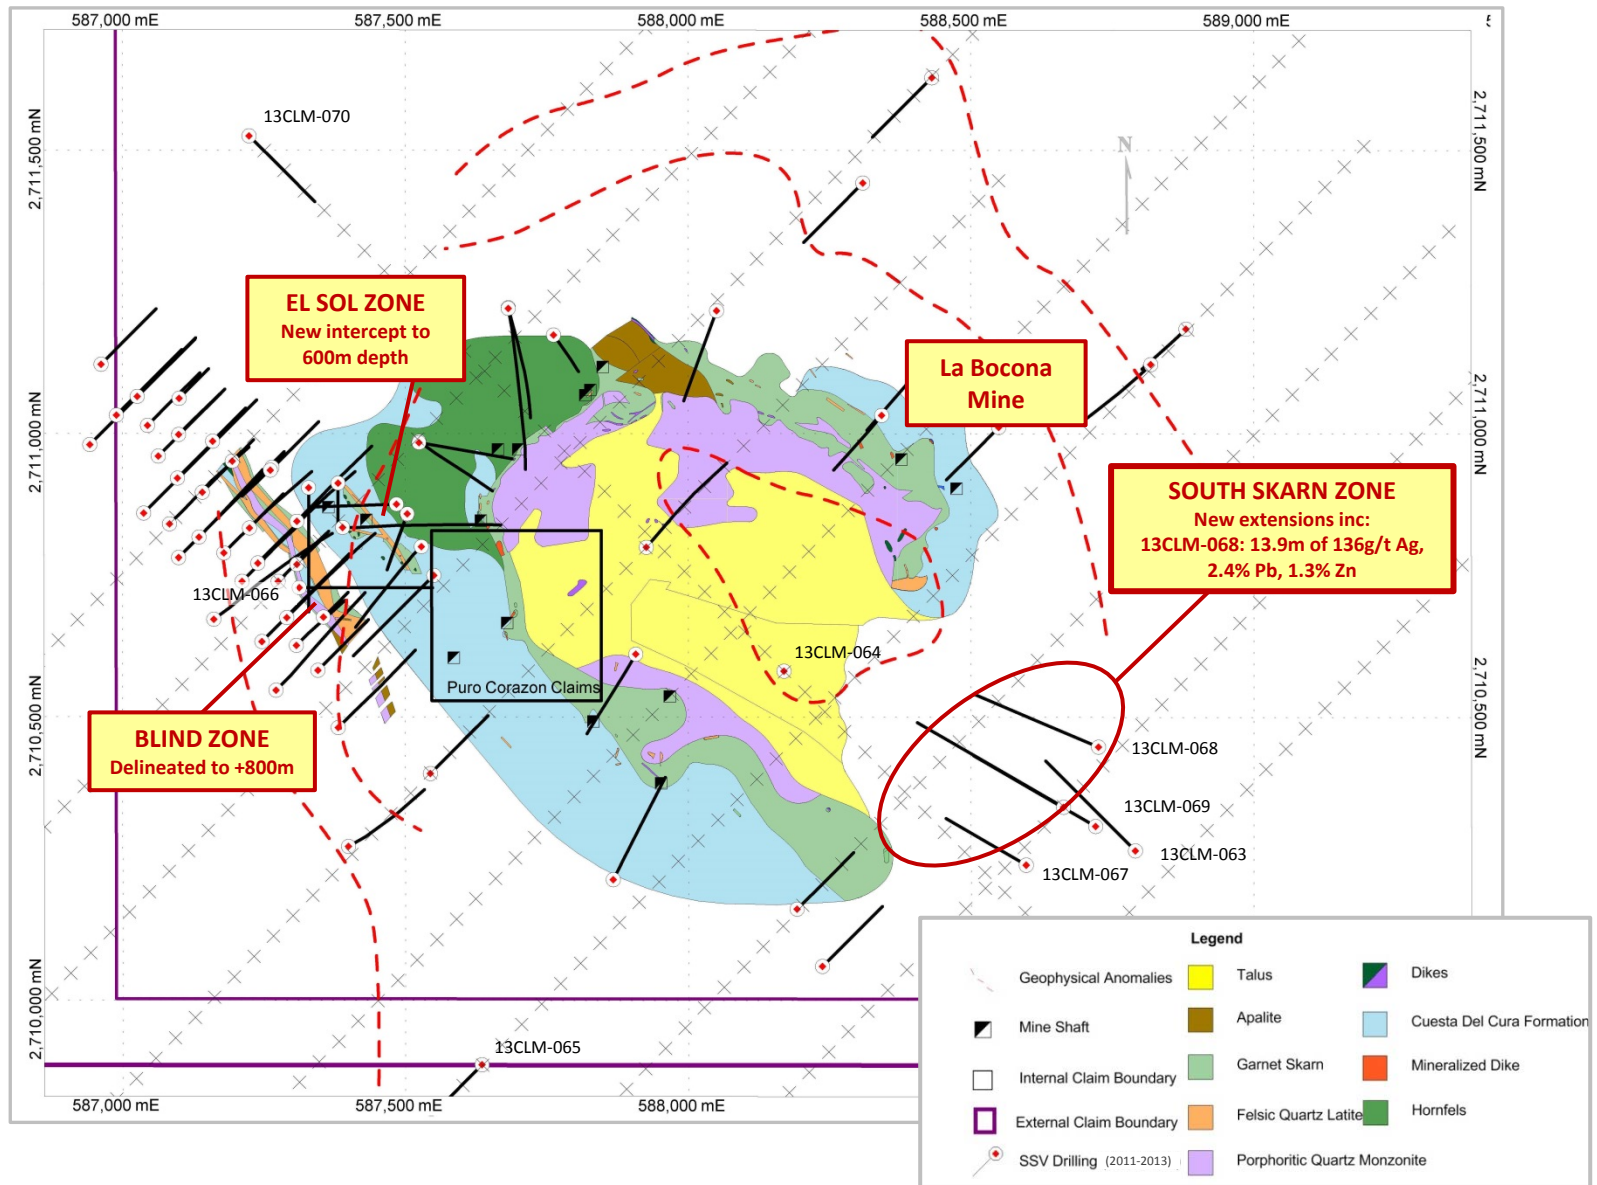 587,000 mE
587,500 mE
588,000 mE
588,500 mE
589,000 mE
2,711,500 mN
2,711,500 mN
13CLM-070
N
EL SOL ZONE
New intercept to
600m depth
La Bocona
Mine
2,711,000 mN
2,711,000 mN
SOUTH SKARN ZONE
New extensions inc:
13CLM-068: 13.9m of 136g/t Ag,
2.4% Pb, 1.3% Zn
13CLM-066
13CLM-064
Puro Corazon Claims
2,710,500 mN
2,710,500 mN
BLIND ZONE
Delineated to +800m
13CLM-068
13CLM-069
13CLM-063
13CLM-067
2,710,000 mN
13CLM-065
587,000 mE
587,500 mE
588,000 mE
Legend
Geophysical Anomalies
Talus
Dikes
Mine Shaft
Apalite
Cuesta Del Cura Formation
Internal Claim Boundary
Garnet Skarn
Mineralized Dike
External Claim Boundary
Felsic Quartz Latite
Hornfels
SSV Drilling (2011-2013)
Porphoritic Quartz Monzonite